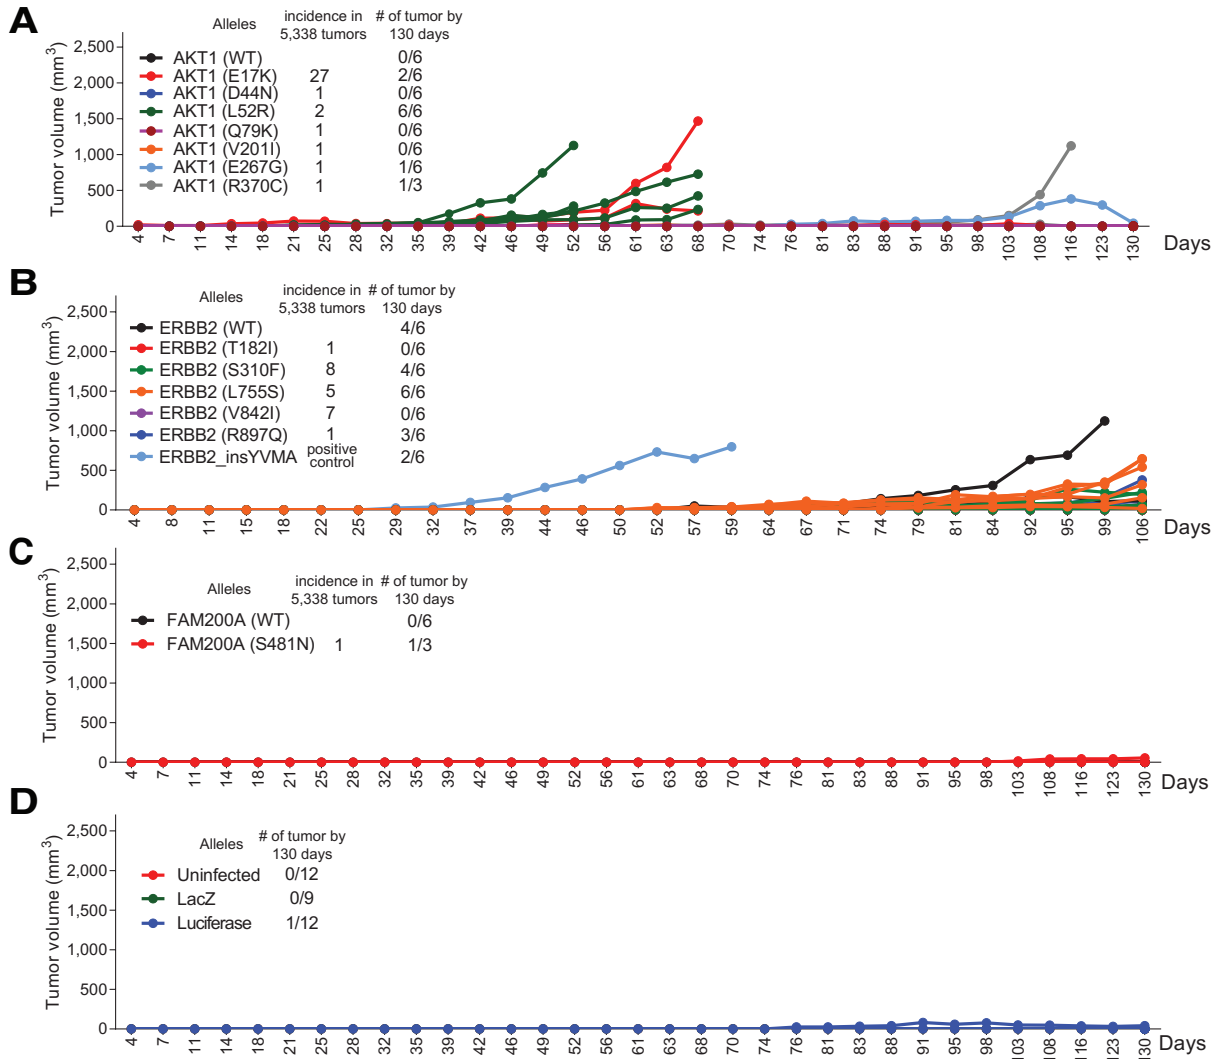 A
Alleles
incidence in 5,338 tumors
# of tumor by 130 days
Tumor volume (mm3)
2,500
2,000
1,500
1,000
500
0
AKT1 (WT) 0/6
AKT1 (E17K) 27 2/6
AKT1 (D44N) 1 0/6
AKT1 (L52R) 2 6/6
AKT1 (Q79K) 1 0/6
AKT1 (V201I) 1 0/6
AKT1 (E267G) 1 1/6
AKT1 (R370C) 1 1/3
4 7 11 14 18 21 25 28 32 35 39 42 46 49 52 56 61 63 68 70 74 76 81 83 88 91 95 98 103 108 116 123 130 Days
B
Alleles
incidence in 5,338 tumors
# of tumor by 130 days
Tumor volume (mm3)
2,500
2,000
1,500
1,000
500
0
ERBB2 (WT) 4/6
ERBB2 (T182I) 1 0/6
ERBB2 (S310F) 8 4/6
ERBB2 (L755S) 5 6/6
ERBB2 (V842I) 7 0/6
ERBB2 (R897Q) 1 3/6
ERBB2_insYVMA positive control 2/6
4 8 11 15 18 22 25 29 32 37 39 44 46 50 52 57 59 64 67 71 74 79 81 84 92 95 99 106 Days
C
Alleles
incidence in 5,338 tumors
# of tumor by 130 days
Tumor volume (mm3)
2,500
2,000
1,500
1,000
500
0
FAM200A (WT) 0/6
FAM200A (S481N) 1 1/3
4 7 11 14 18 21 25 28 32 35 39 42 46 49 52 56 61 63 68 70 74 76 81 83 88 91 95 98 103 108 116 123 130 Days
D
Alleles
# of tumor by 130 days
Tumor volume (mm3)
2,500
2,000
1,500
1,000
500
0
Uninfected 0/12
LacZ 0/9
Luciferase 1/12
4 7 11 14 18 21 25 28 32 35 39 42 46 49 52 56 61 63 68 70 74 76 81 83 88 91 95 98 103 108 116 123 130 Days